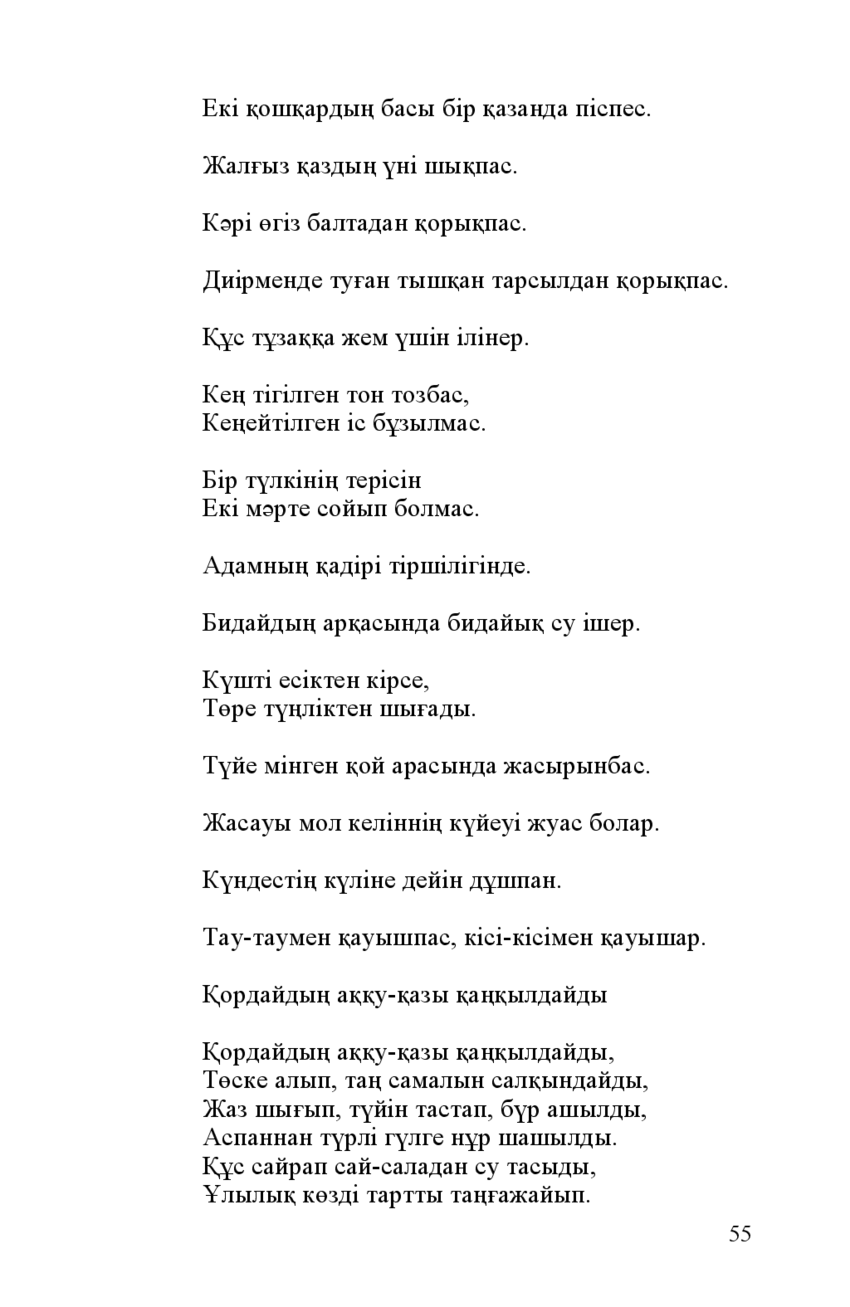 Екі қошқардың басы бір қазанда піспес.
Жалғыз қаздың үні шықпас.
Кәрі өгіз балтадан қорықпас.
Диірменде туған тышқан тарсылдан қорықпас.
Құс тұзаққа жем үшін ілінер.
Кең тігілген тон тозбас,
Кеңейтілген іс бұзылмас.
Бір түлкінің терісін
Екі мәрте сойып болмас.
Адамның қадірі тіршілігінде.
Бидайдың арқасында бидайық су ішер.
Күшті есіктен кірсе,
Төре түңліктен шығады.
Түйе мінген қой арасында жасырынбас.
Жасауы мол келіннің күйеуі жуас болар.
Күндестің күліне дейін дұшпан.
Тау-таумен қауышпас, кісі-кісімен қауышар.
Қордайдың аққу-қазы қаңқылдайды
Қордайдың аққу-қазы қаңқылдайды,
Төске алып, таң самалын салқындайды,
Жаз шығып, түйін тастап, бүр ашылды,
Аспаннан түрлі гүлге нұр шашылды.
Құс сайрап сай-саладан су тасыды,
Ұлылық көзді тартты таңғажайып.
55